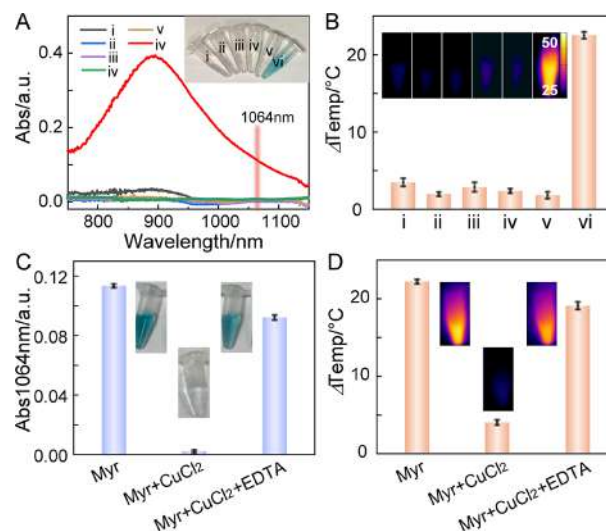 A
i
ii
iii
iv
v
iv
i
ii
iii
iv
v
vi
1064nm
Abs/a.u.
0.4
0.2
0.0
800
900
1000
1100
Wavelength/nm
B
50
25
ΔTemp/°C
20
10
0
i
ii
iii
iv
v
vi
C
Abs1064nm/a.u.
0.12
0.08
0.04
0.00
Myr
Myr+CuCl₂
Myr+CuCl₂+EDTA
D
ΔTemp/°C
20
10
0
Myr
Myr+CuCl₂
Myr+CuCl₂+EDTA